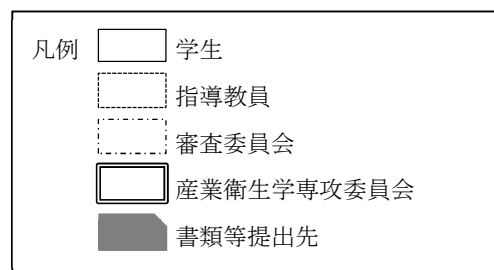 凡例 学生
指導教員
審査委員会
産業衛生学専攻委員会
書類等提出先